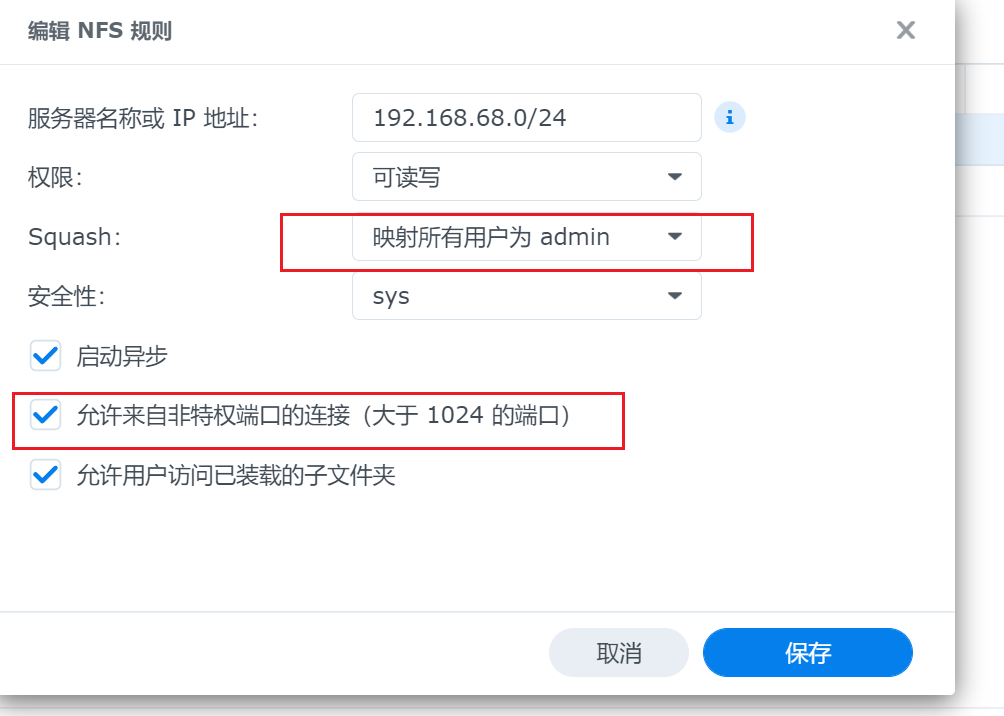 编辑 NFS 规则
服务器名称或 IP 地址: 192.168.68.0/24
权限: 可读写
Squash: 映射所有用户为 admin
安全性: sys
启动异步
允许来自非特权端口的连接（大于 1024 的端口）
允许用户访问已装载的子文件夹
取消 保存